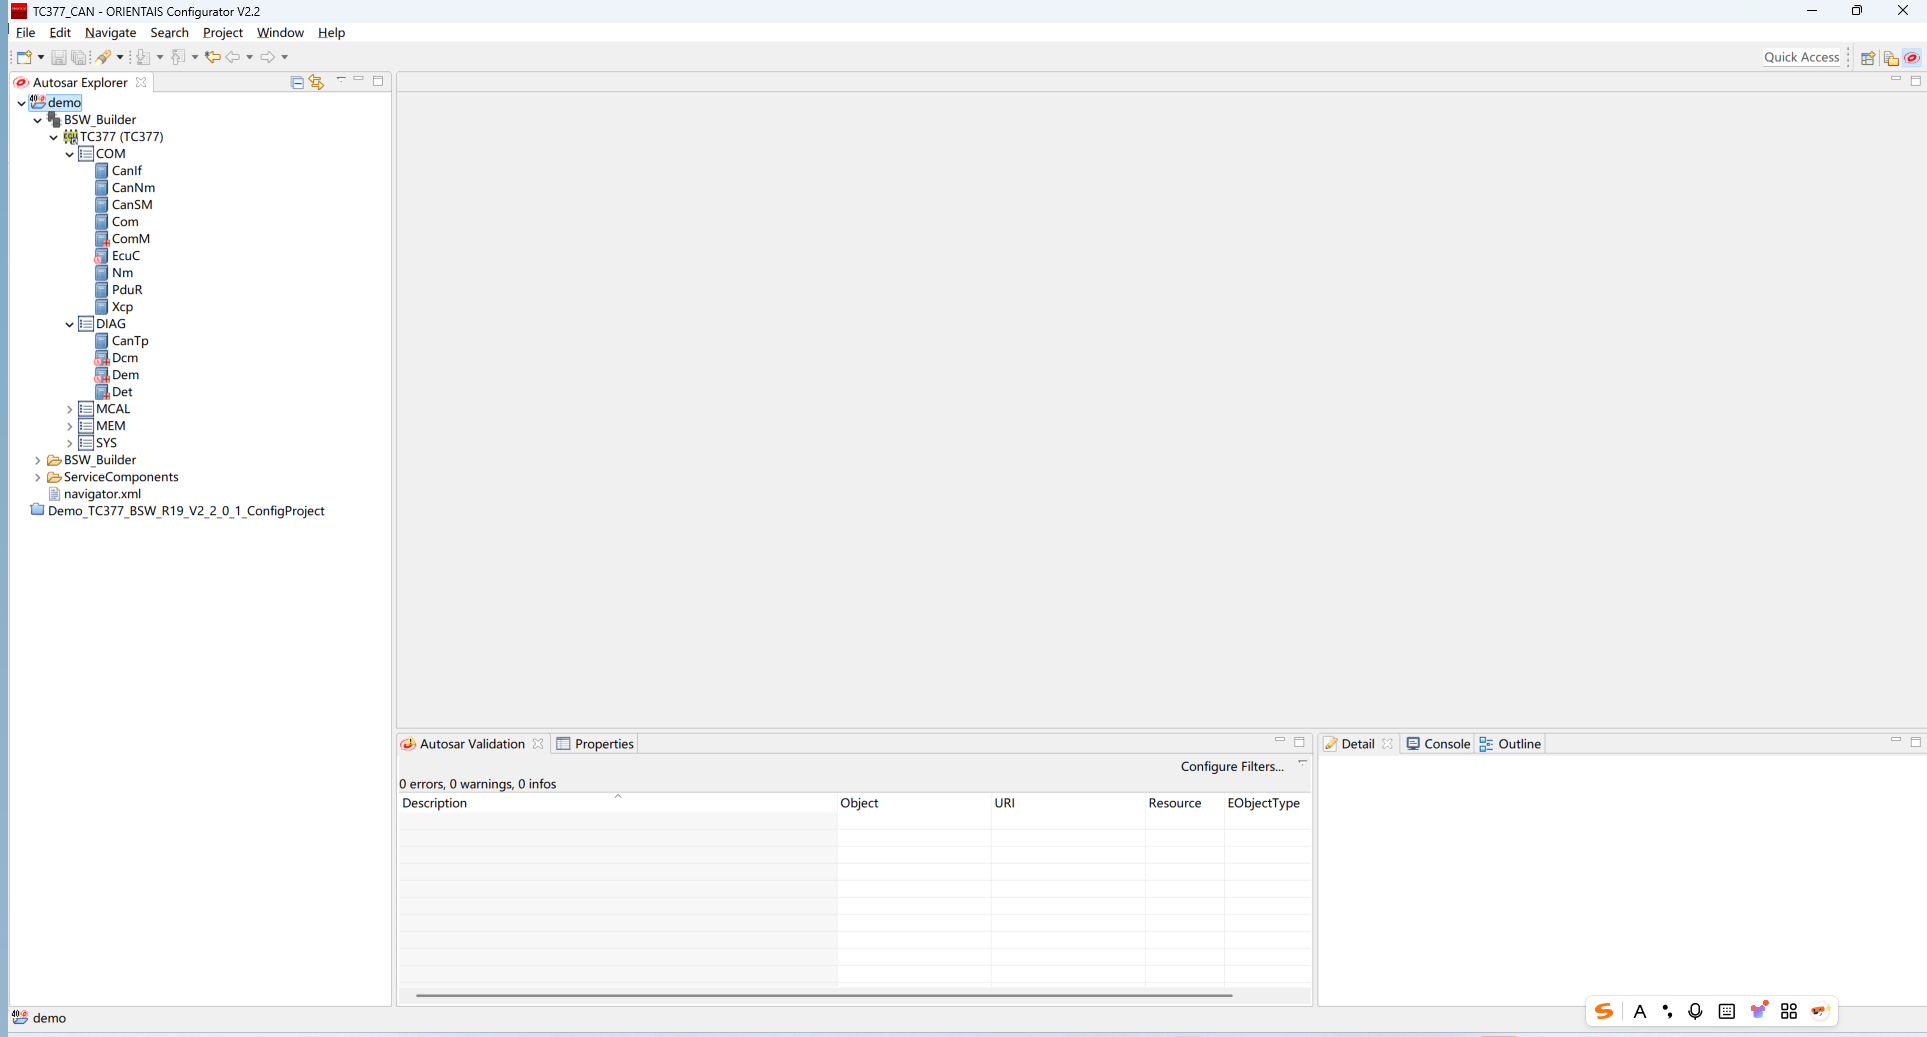 TC377_CAN - ORIENTAIS Configurator V2.2
File Edit Navigate Search Project Window Help
Quick Access
Autosar Explorer
demo
BSW_Builder
TC377 (TC377)
COM
CanIf
CanNm
CanSM
Com
ComM
EcuC
Nm
PduR
Xcp
DIAG
CanTp
Dcm
Dem
Det
MCAL
MEM
SYS
BSW_Builder
ServiceComponents
navigator.xml
Demo_TC377_BSW_R19_V2_2_0_1_ConfigProject
Autosar Validation Properties
Configure Filters...
0 errors, 0 warnings, 0 infos
Description Object URI Resource EObjectType
Detail Console Outline
demo
A